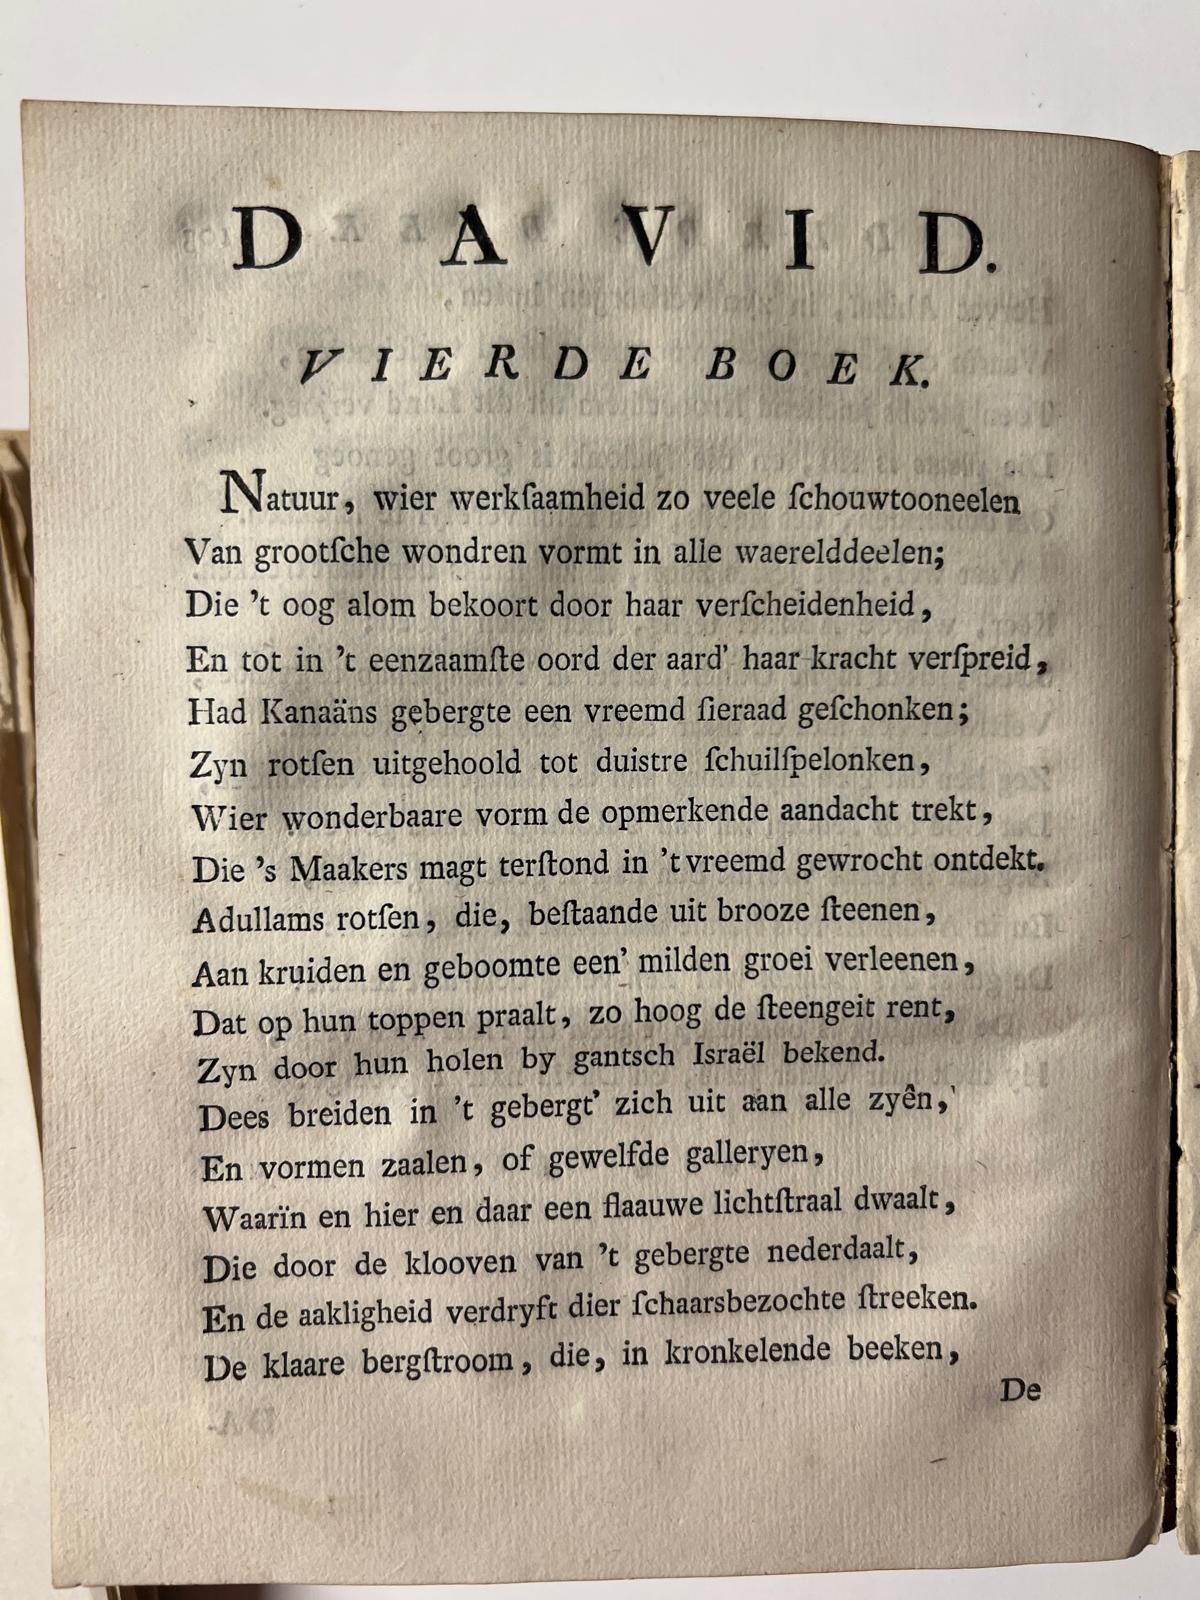 DAVID.
VIERDE BOEK.
Natuur, wier werkſaamheid zo veele ſchouwtooneelen
Van grootſche wondren vormt in alle waerelddeelen;
Die 't oog alom bekoort door haar verſcheidenheid,
En tot in 't eenzaamſte oord der aard' haar kracht verſpreid,
Had Kanaäns gebergte een vreemd ſieraad geſchonken;
Zyn rotſen uitgehoold tot duistre ſchuilſpelonken,
Wier wonderbaare vorm de opmerkende aandacht trekt,
Die 's Maakers magt terſtond in 't vreemd gewrocht ontdekt.
Adullams rotſen, die, beſtaande uit brooze ſteenen,
Aan kruiden en geboomte een' milden groei verleenen,
Dat op hun toppen praalt, zo hoog de ſteengeit rent,
Zyn door hun holen by gantsch Israël bekend.
Dees breiden in 't gebergt' zich uit aan alle zyên,
En vormen zaalen, of gewelfde galleryen,
Waarïn en hier en daar een flaauwe lichtſtraal dwaalt,
Die door de klooven van 't gebergte nederdaalt,
En de aakligheid verdryft dier ſchaarsbezochte ſtreeken.
De klaare bergſtroom, die, in kronkelende beeken,
De